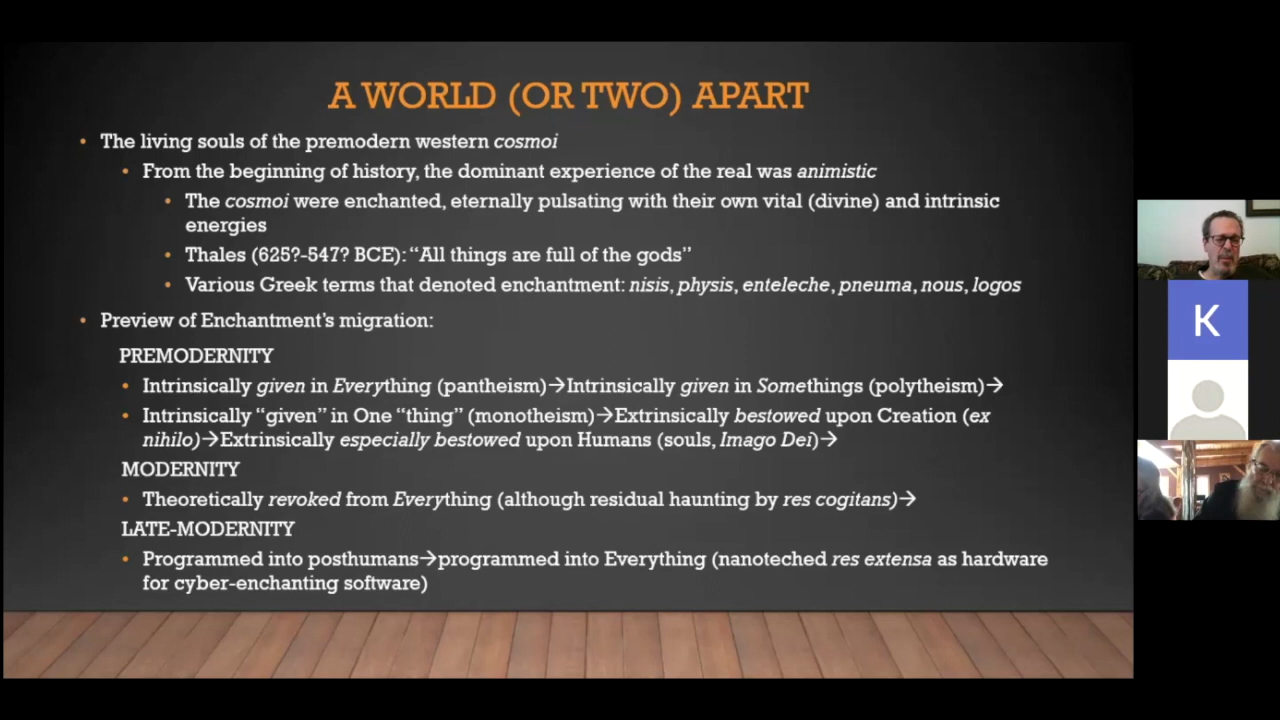 A WORLD (OR TWO) APART
• The living souls of the premodern western cosmoi
• From the beginning of history, the dominant experience of the real was animistic
• The cosmoi were enchanted, eternally pulsating with their own vital (divine) and intrinsic
energies
• Thales (625?-547? BCE): “All things are full of the gods”
• Various Greek terms that denoted enchantment: nisis, physis, enteleche, pneuma, nous, logos
• Preview of Enchantment’s migration:
PREMODERNITY
• Intrinsically given in Everything (pantheism)→Intrinsically given in Somethings (polytheism)→
• Intrinsically “given” in One “thing” (monotheism)→Extrinsically bestowed upon Creation (ex
nihilo)→Extrinsically especially bestowed upon Humans (souls, Imago Dei)→
MODERNITY
• Theoretically revoked from Everything (although residual haunting by res cogitans)→
LATE-MODERNITY
• Programmed into posthumans→programmed into Everything (nanoteched res extensa as hardware
for cyber-enchanting software)
K